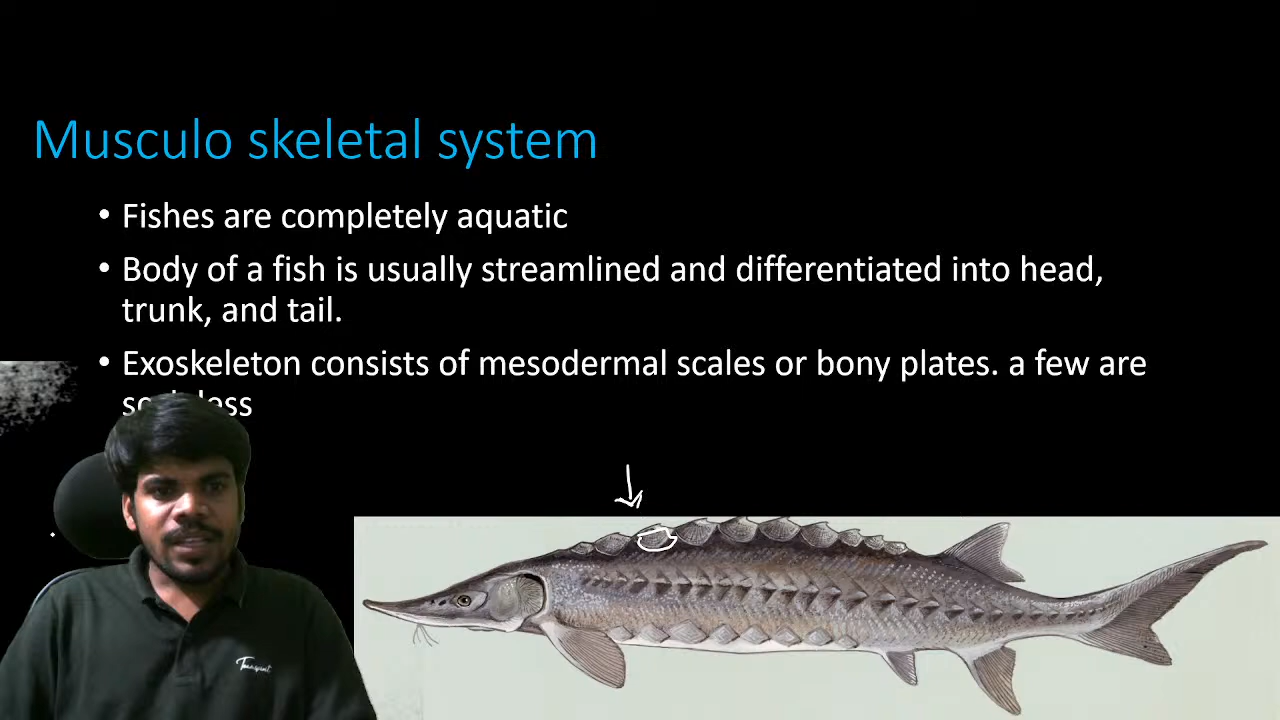 Musculo skeletal system
• Fishes are completely aquatic
• Body of a fish is usually streamlined and differentiated into head,
trunk, and tail.
• Exoskeleton consists of mesodermal scales or bony plates. a few are